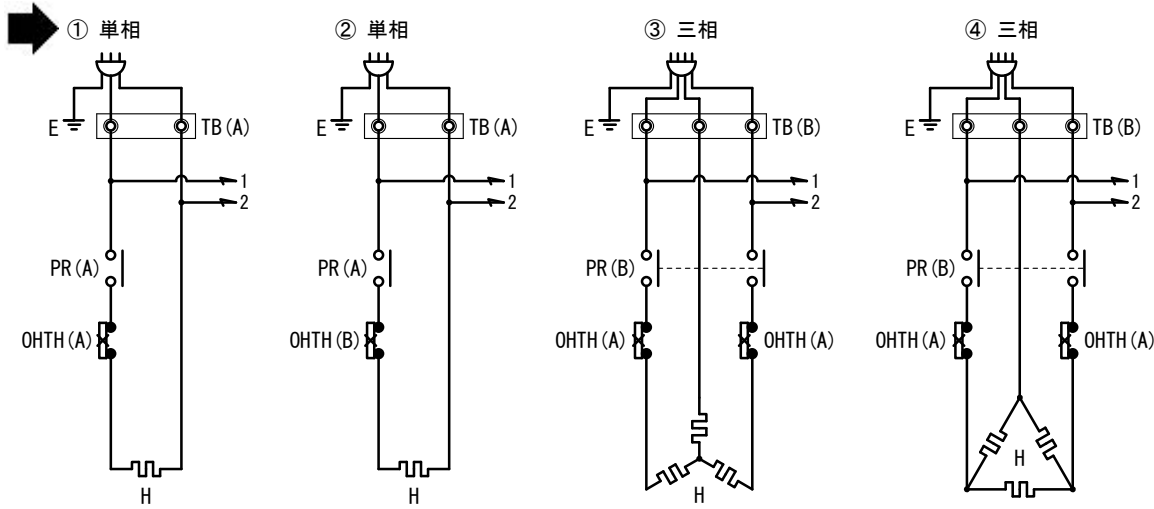 ① 単相
② 単相
③ 三相
④ 三相
E
TB(A)
E
TB(A)
E
TB(B)
E
TB(B)
1
1
1
1
2
2
2
2
PR(A)
PR(A)
PR(B)
PR(B)
OHTH(A)
OHTH(B)
OHTH(A)
OHTH(A)
OHTH(A)
OHTH(A)
H
H
H
H